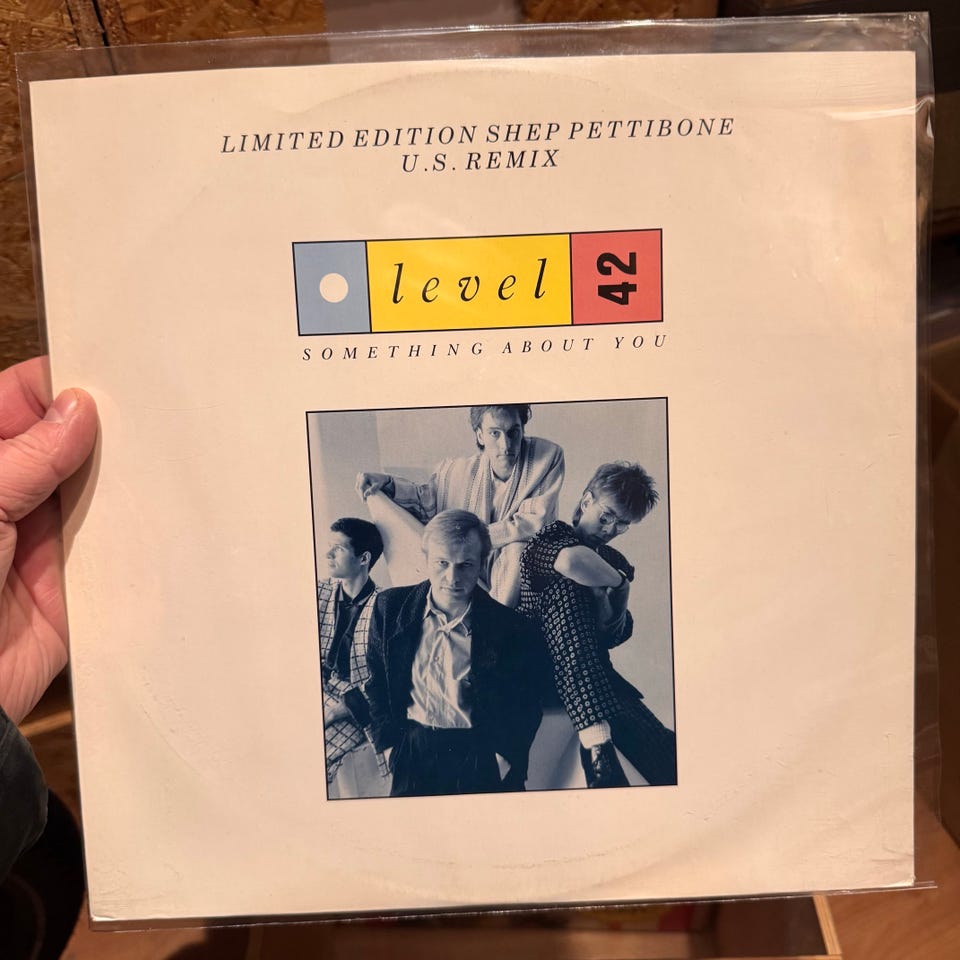 LIMITED EDITION SHEP PETTIBONE
U.S. REMIX
level 42
SOMETHING ABOUT YOU